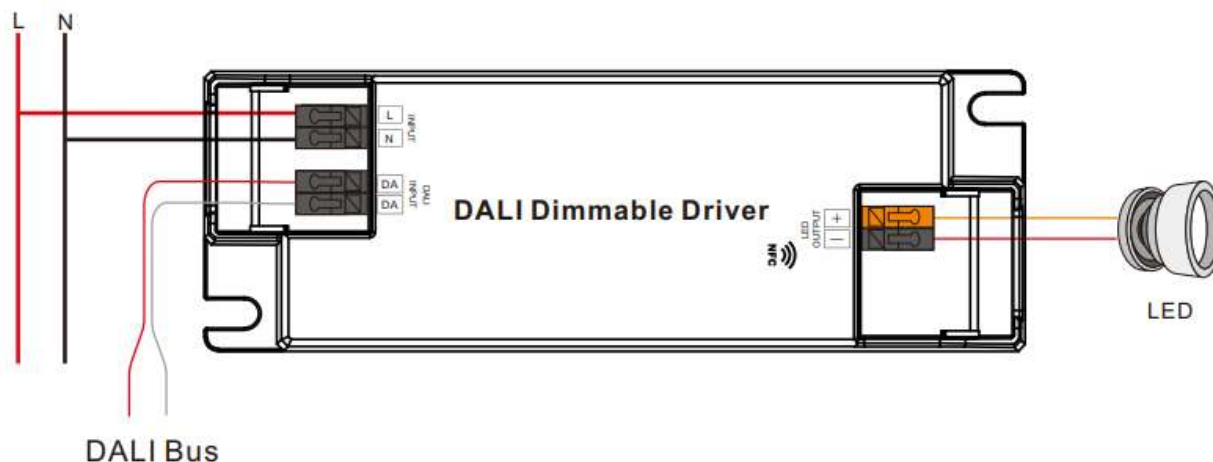 L
N
L
N
INPUT
DA
DA
DALI
INPUT
DALI Dimmable Driver
LED
OUTPUT
+
—
NFC
LED
DALI Bus